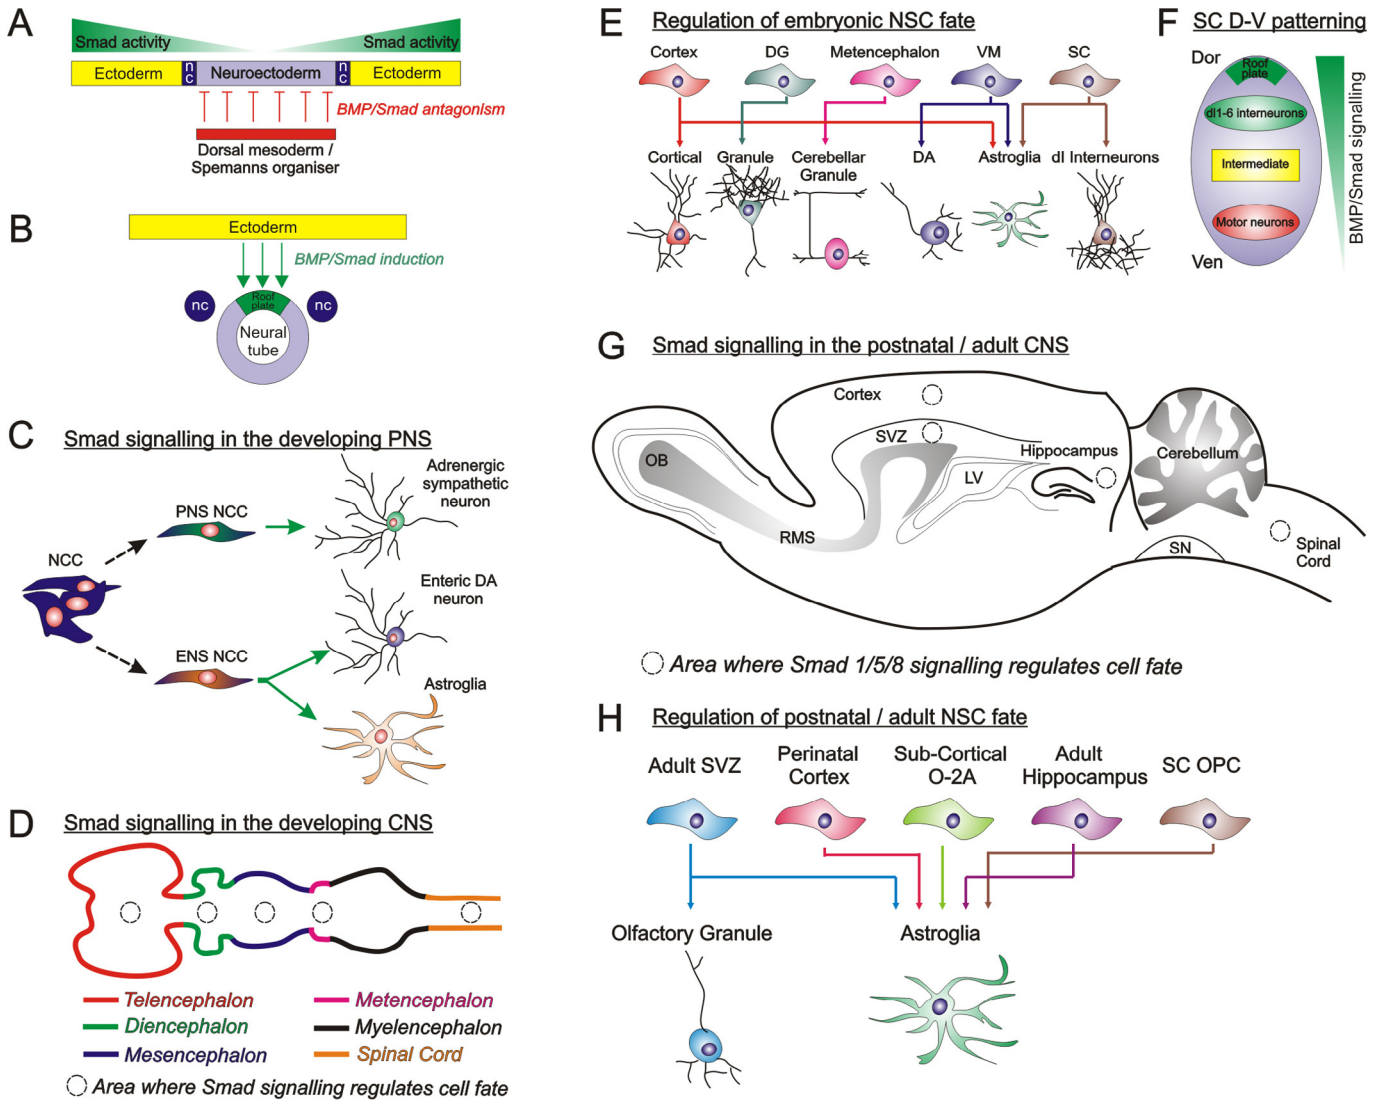 A
Smad activity
Smad activity
Ectoderm
n
c
Neuroectoderm
n
c
Ectoderm
BMP/Smad antagonism
Dorsal mesoderm /
Spemanns organiser
B
Ectoderm
BMP/Smad induction
nc
Roof
plate
nc
Neural
tube
C
Smad signalling in the developing PNS
Adrenergic
sympathetic
neuron
PNS NCC
NCC
Enteric DA
neuron
ENS NCC
Astroglia
D
Smad signalling in the developing CNS
Telencephalon
Metencephalon
Diencephalon
Myelencephalon
Mesencephalon
Spinal Cord
Area where Smad signalling regulates cell fate
E
Regulation of embryonic NSC fate
Cortex
DG
Metencephalon
VM
SC
Cortical
Granule
Cerebellar
Granule
DA
Astroglia
dI Interneurons
F
SC D-V patterning
Dor
Roof
plate
dI1-6 interneurons
Intermediate
Motor neurons
Ven
BMP/Smad signalling
G
Smad signalling in the postnatal / adult CNS
Cortex
SVZ
Hippocampus
Cerebellum
OB
LV
RMS
SN
Spinal
Cord
Area where Smad 1/5/8 signalling regulates cell fate
H
Regulation of postnatal / adult NSC fate
Adult SVZ
Perinatal
Cortex
Sub-Cortical
O-2A
Adult
Hippocampus
SC OPC
Olfactory Granule
Astroglia